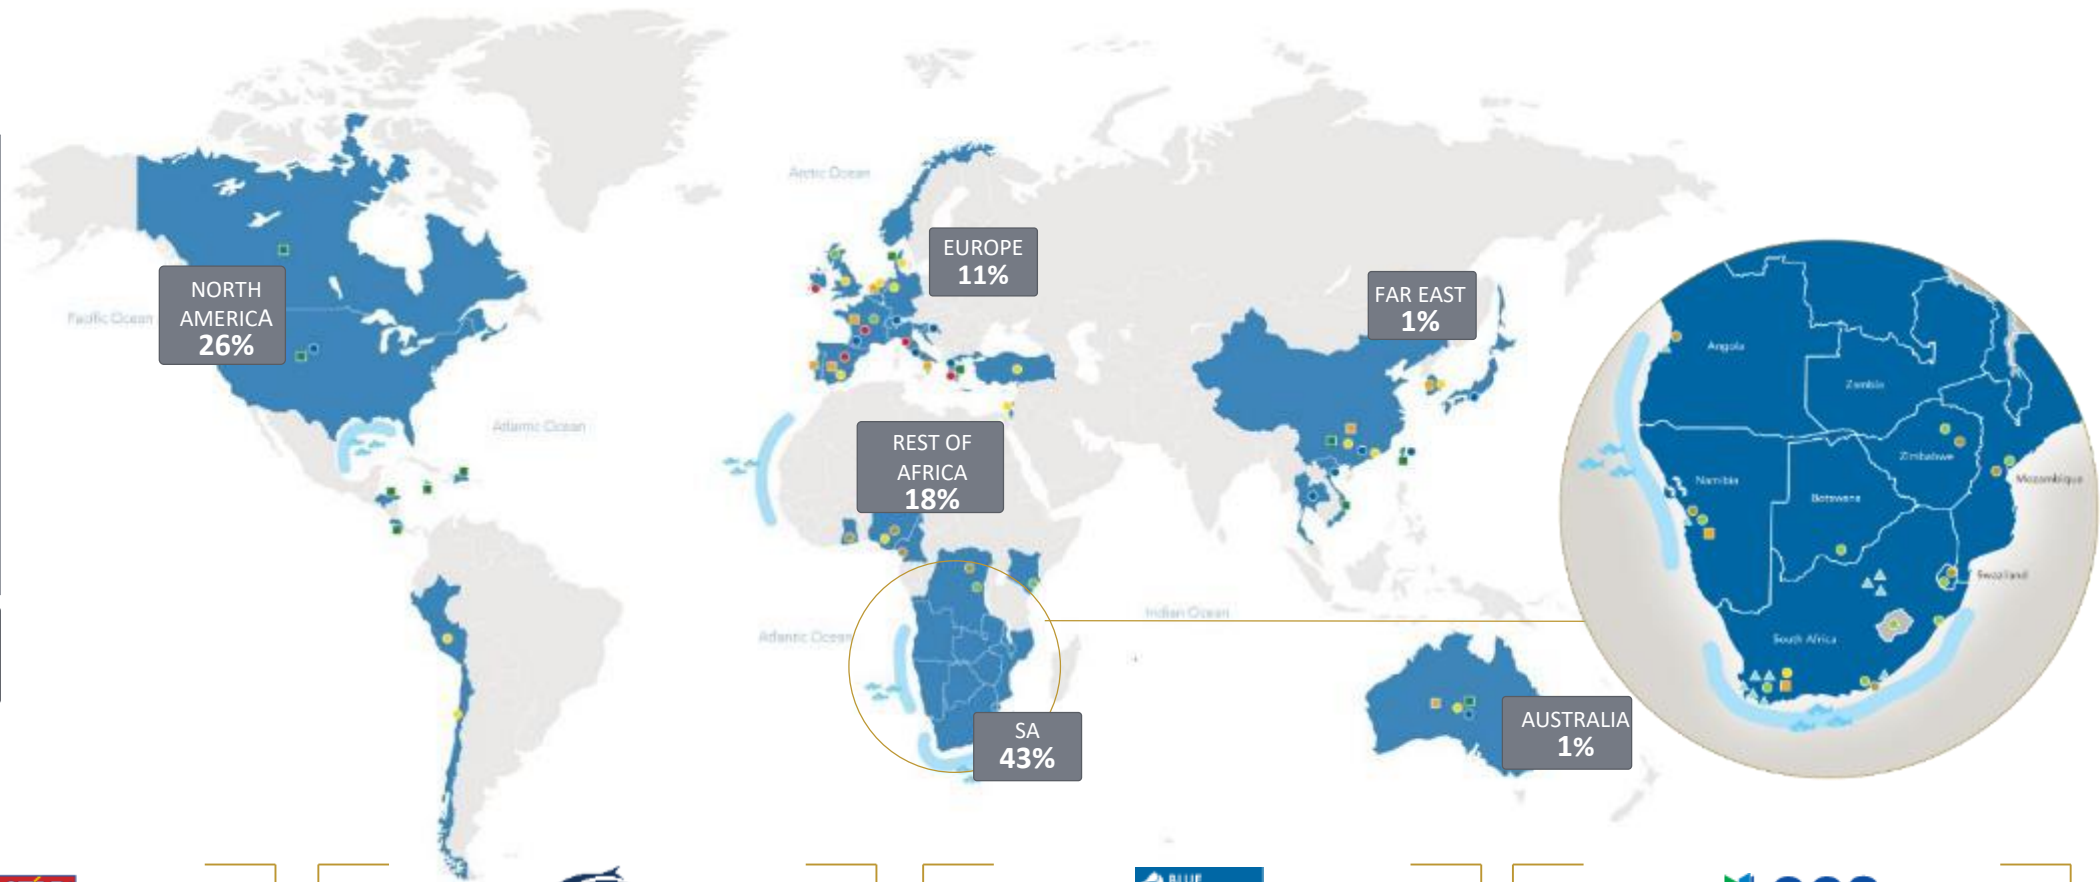 Arctic Ocean
EUROPE
11%
NORTH
AMERICA
26%
Pacific Ocean
FAR EAST
1%
Atlantic Ocean
REST OF
AFRICA
18%
Atlantic Ocean
Indian Ocean
SA
43%
AUSTRALIA
1%
Angola
Zambia
Zimbabwe
Namibia
Botswana
Mozambique
Swaziland
South Africa
BLUE